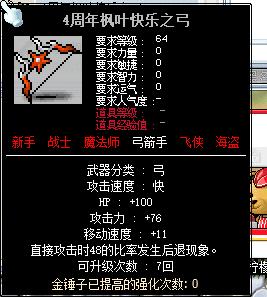 4周年枫叶快乐之弓
要求等级： 64
要求力量： 0
要求敏捷： 0
要求智力： 0
要求运气： 0
要求人气度： -
道具等级： -
道具经验值： -
新手 战士 魔法师 弓箭手 飞侠 海盗
武器分类： 弓
攻击速度： 快
HP： +100
攻击力： +76
移动速度： +11
直接攻击时48的比率发生后退现象。
可升级次数： 7回
金锤子已提高的强化次数: 0